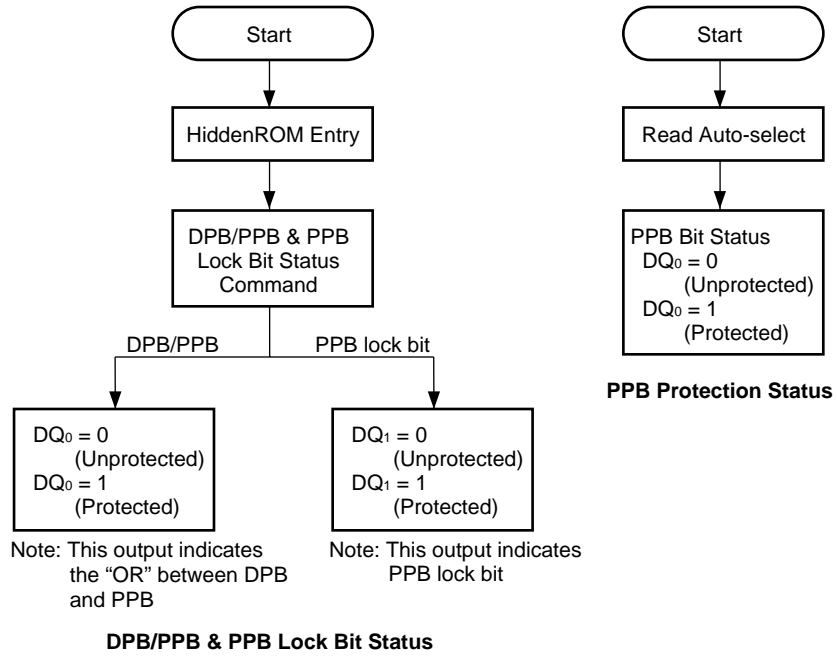 Start
HiddenROM Entry
DPB/PPB & PPB
Lock Bit Status
Command
DPB/PPB
PPB lock bit
DQ0 = 0
(Unprotected)
DQ0 = 1
(Protected)
Note: This output indicates
the “OR” between DPB
and PPB
DQ1 = 0
(Unprotected)
DQ1 = 1
(Protected)
Note: This output indicates
PPB lock bit
DPB/PPB & PPB Lock Bit Status
Start
Read Auto-select
PPB Bit Status
DQ0 = 0
(Unprotected)
DQ0 = 1
(Protected)
PPB Protection Status